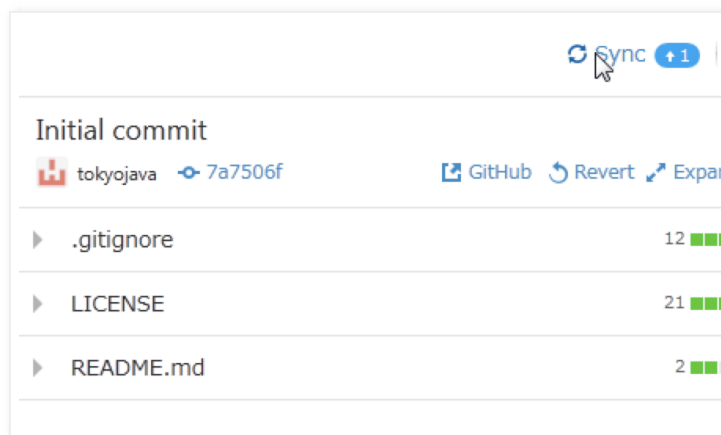 Sync 1
Initial commit
tokyojava 7a7506f GitHub Revert
.gitignore 12
LICENSE 21
README.md 2